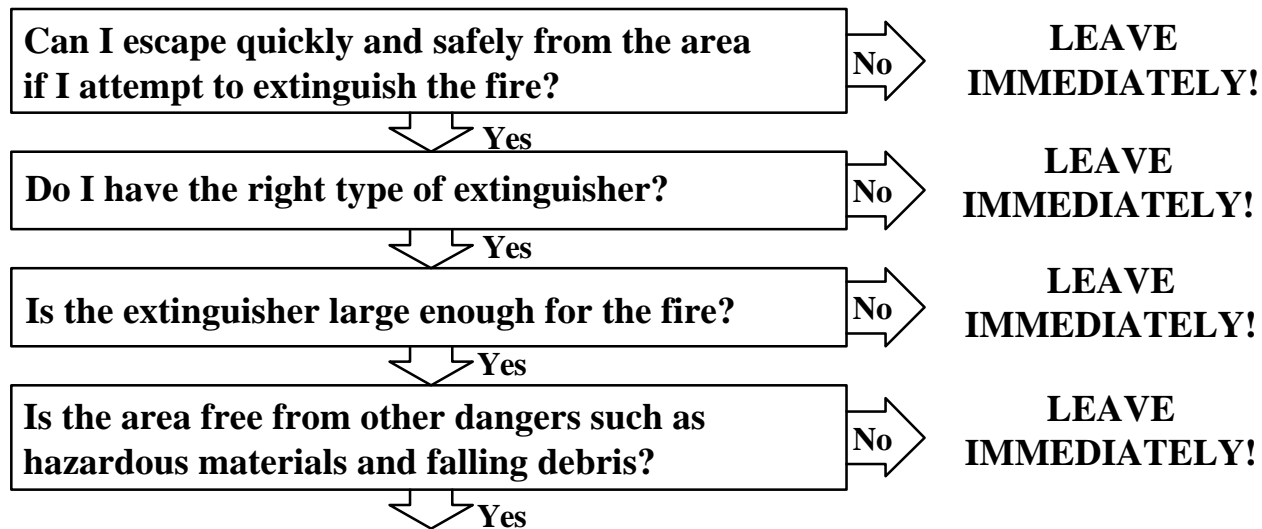 Can I escape quickly and safely from the area
if I attempt to extinguish the fire?
No
LEAVE
IMMEDIATELY!
Yes
Do I have the right type of extinguisher?
No
LEAVE
IMMEDIATELY!
Yes
Is the extinguisher large enough for the fire?
No
LEAVE
IMMEDIATELY!
Yes
Is the area free from other dangers such as
hazardous materials and falling debris?
No
LEAVE
IMMEDIATELY!
Yes